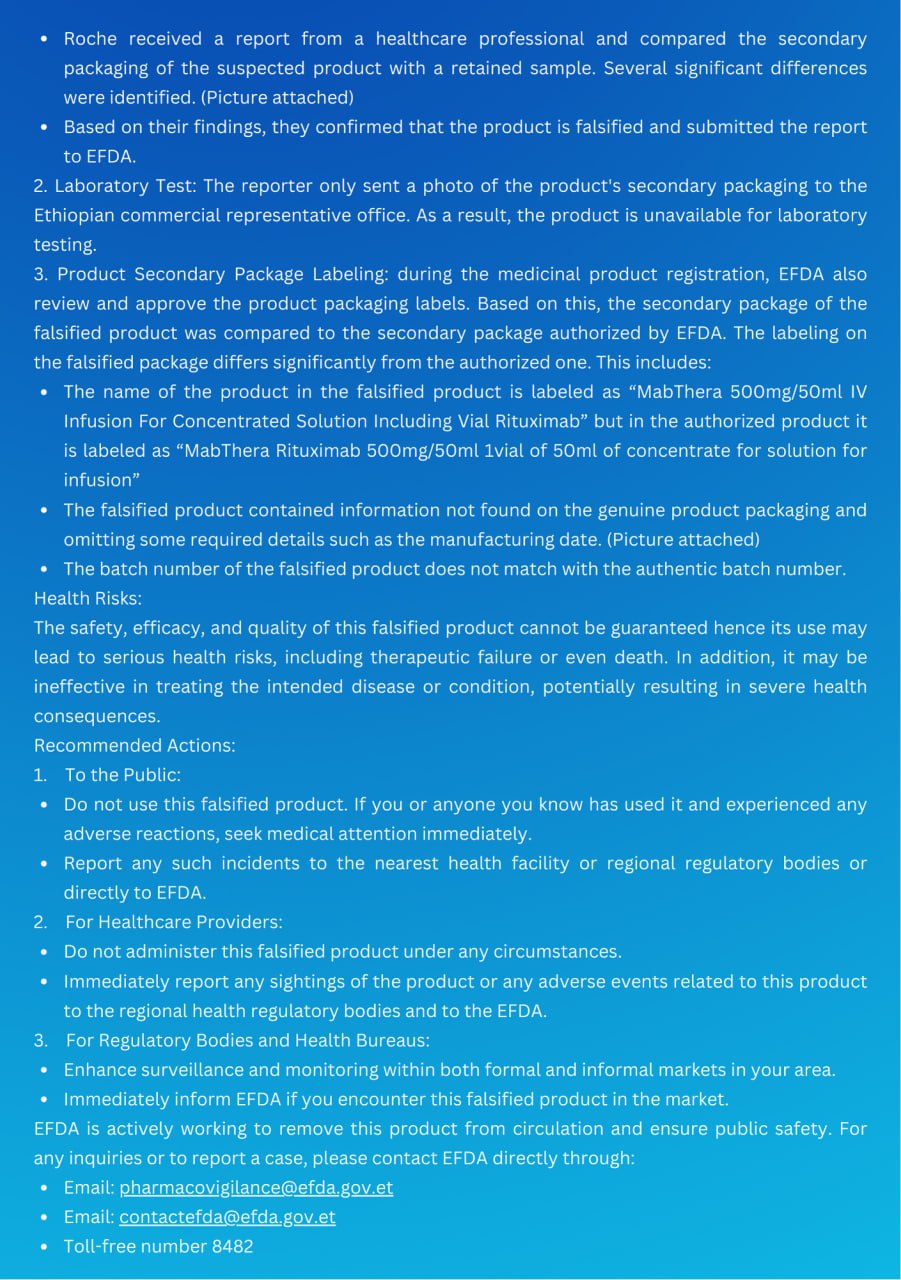 • Roche received a report from a healthcare professional and compared the secondary
packaging of the suspected product with a retained sample. Several significant differences
were identified. (Picture attached)
• Based on their findings, they confirmed that the product is falsified and submitted the report
to EFDA.
2. Laboratory Test: The reporter only sent a photo of the product's secondary packaging to the
Ethiopian commercial representative office. As a result, the product is unavailable for laboratory
testing.
3. Product Secondary Package Labeling: during the medicinal product registration, EFDA also
review and approve the product packaging labels. Based on this, the secondary package of the
falsified product was compared to the secondary package authorized by EFDA. The labeling on
the falsified package differs significantly from the authorized one. This includes:
• The name of the product in the falsified product is labeled as “MabThera 500mg/50ml IV
Infusion For Concentrated Solution Including Vial Rituximab” but in the authorized product it
is labeled as “MabThera Rituximab 500mg/50ml 1vial of 50ml of concentrate for solution for
infusion”
• The falsified product contained information not found on the genuine product packaging and
omitting some required details such as the manufacturing date. (Picture attached)
• The batch number of the falsified product does not match with the authentic batch number.
Health Risks:
The safety, efficacy, and quality of this falsified product cannot be guaranteed hence its use may
lead to serious health risks, including therapeutic failure or even death. In addition, it may be
ineffective in treating the intended disease or condition, potentially resulting in severe health
consequences.
Recommended Actions:
1. To the Public:
• Do not use this falsified product. If you or anyone you know has used it and experienced any
adverse reactions, seek medical attention immediately.
• Report any such incidents to the nearest health facility or regional regulatory bodies or
directly to EFDA.
2. For Healthcare Providers:
• Do not administer this falsified product under any circumstances.
• Immediately report any sightings of the product or any adverse events related to this product
to the regional health regulatory bodies and to the EFDA.
3. For Regulatory Bodies and Health Bureaus:
• Enhance surveillance and monitoring within both formal and informal markets in your area.
• Immediately inform EFDA if you encounter this falsified product in the market.
EFDA is actively working to remove this product from circulation and ensure public safety. For
any inquiries or to report a case, please contact EFDA directly through:
• Email: pharmacovigilance@efda.gov.et
• Email: contactefda@efda.gov.et
• Toll-free number 8482